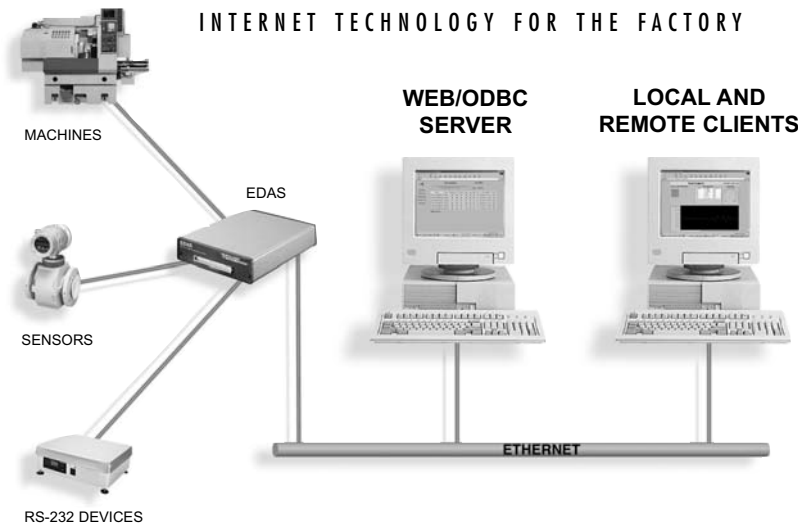 INTERNET TECHNOLOGY FOR THE FACTORY
MACHINES
WEB/ODBC
SERVER
LOCAL AND
REMOTE CLIENTS
EDAS
SENSORS
ETHERNET
RS-232 DEVICES